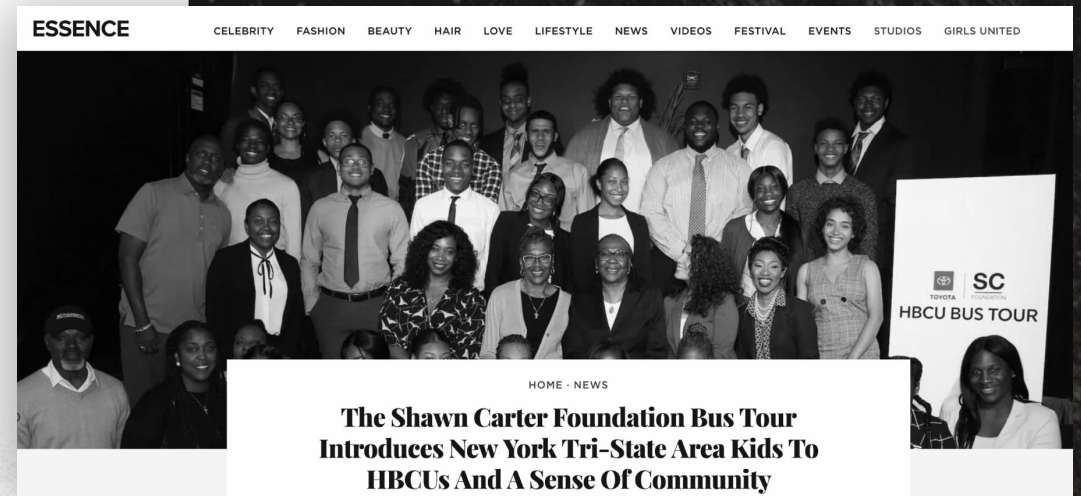 ESSENCE
CELEBRITY FASHION BEAUTY HAIR LOVE LIFESTYLE NEWS VIDEOS FESTIVAL EVENTS STUDIOS GIRLS UNITED
TOYOTA
SC
FOUNDATION
HBCU BUS TOUR
HOME · NEWS
The Shawn Carter Foundation Bus Tour
Introduces New York Tri-State Area Kids To
HBCUs And A Sense Of Community